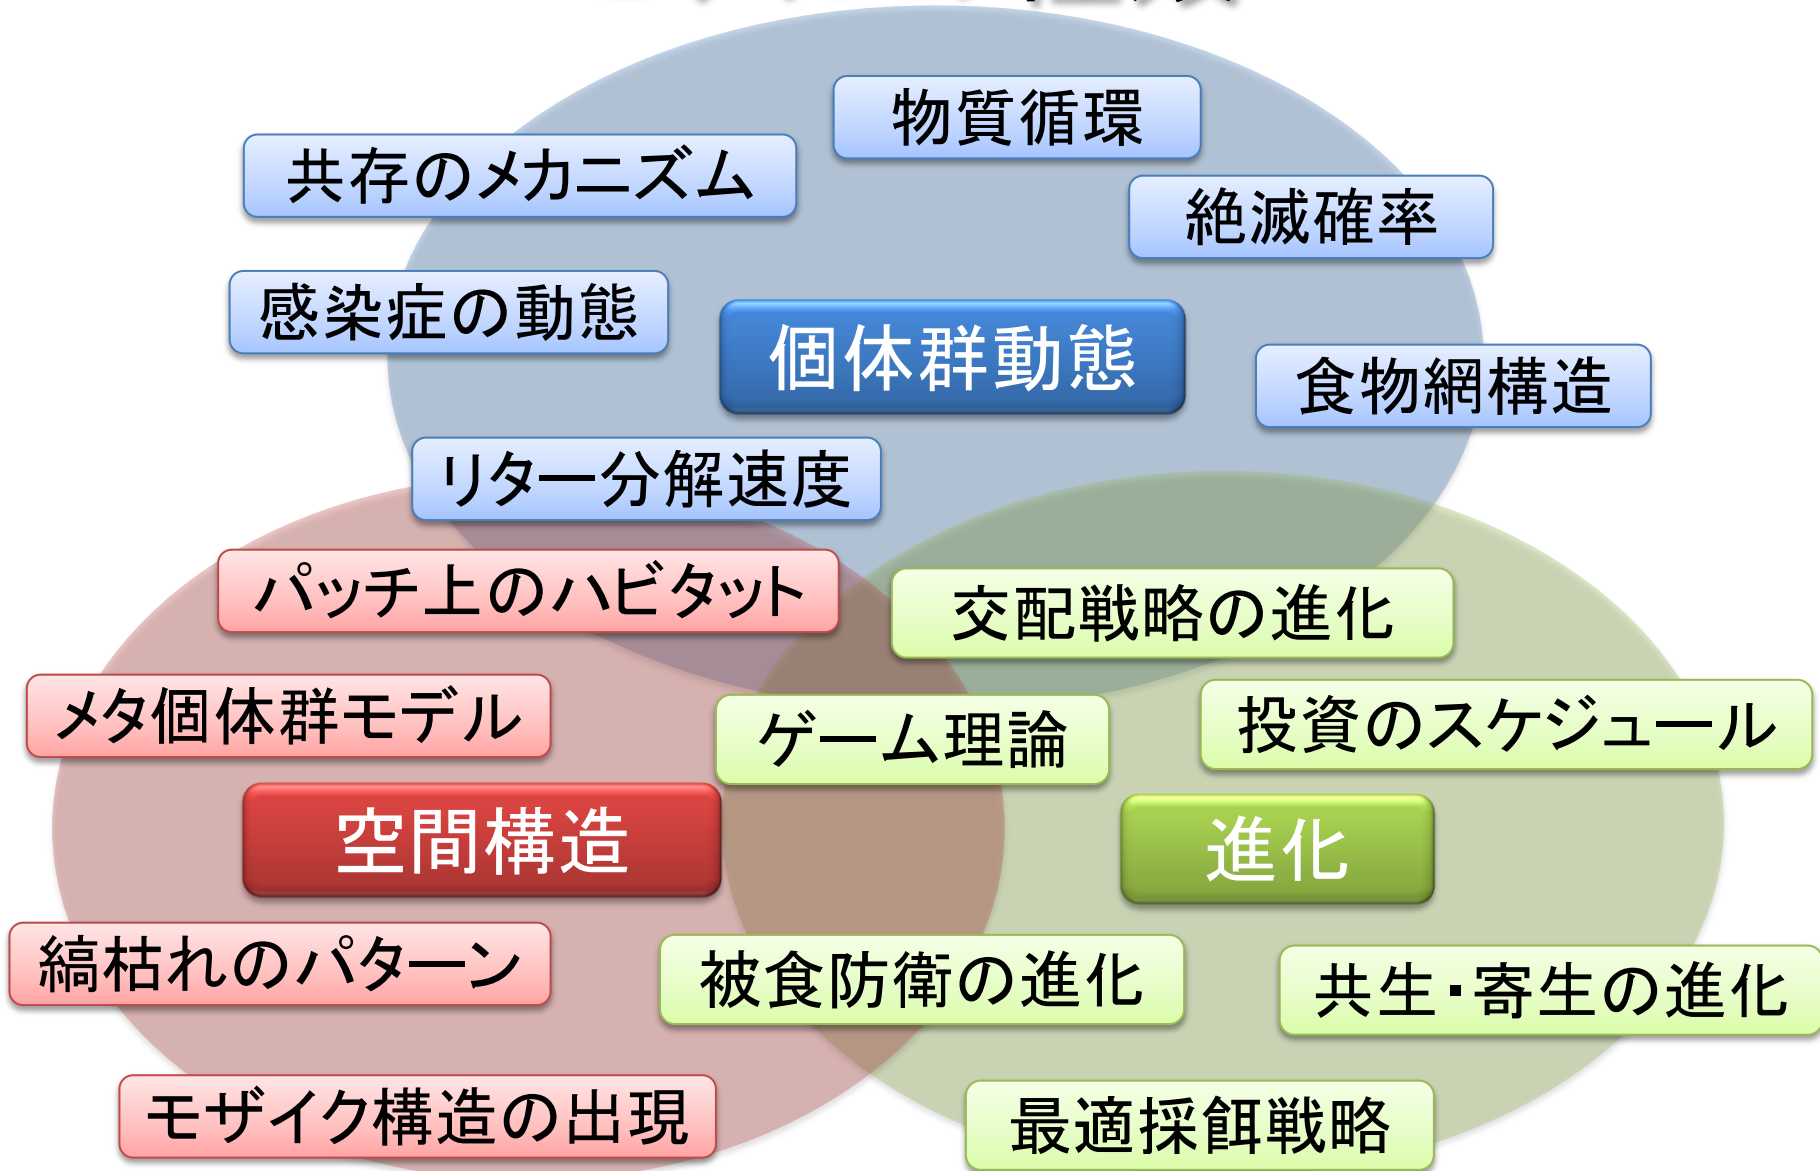 物質循環
共存のメカニズム
絶滅確率
感染症の動態
個体群動態
食物網構造
リター分解速度
パッチ上のハビタット
交配戦略の進化
メタ個体群モデル
ゲーム理論
投資のスケジュール
空間構造
進化
縞枯れのパターン
被食防衛の進化
共生・寄生の進化
モザイク構造の出現
最適採餌戦略